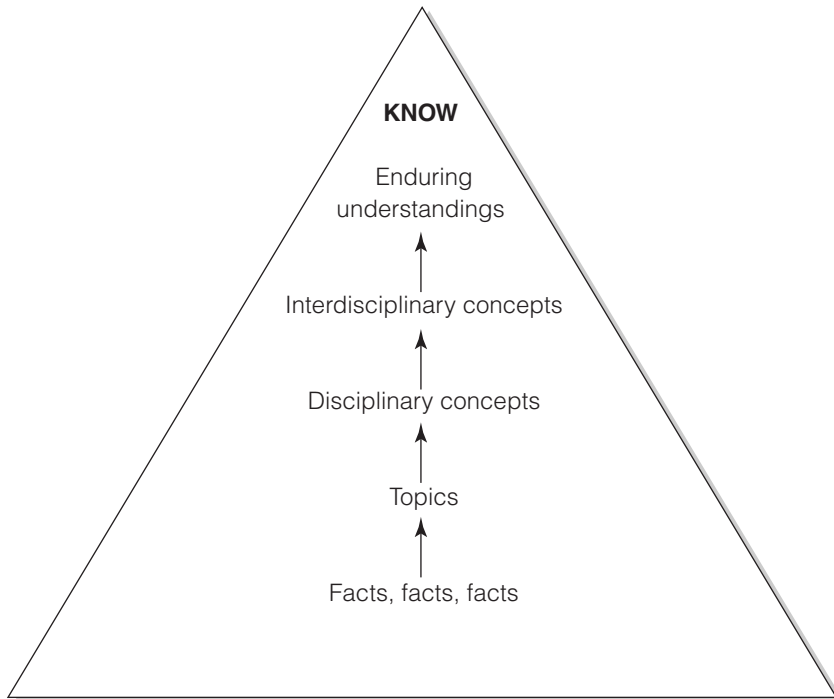 KNOW
Enduring
understandings
Interdisciplinary concepts
Disciplinary concepts
Topics
Facts, facts, facts